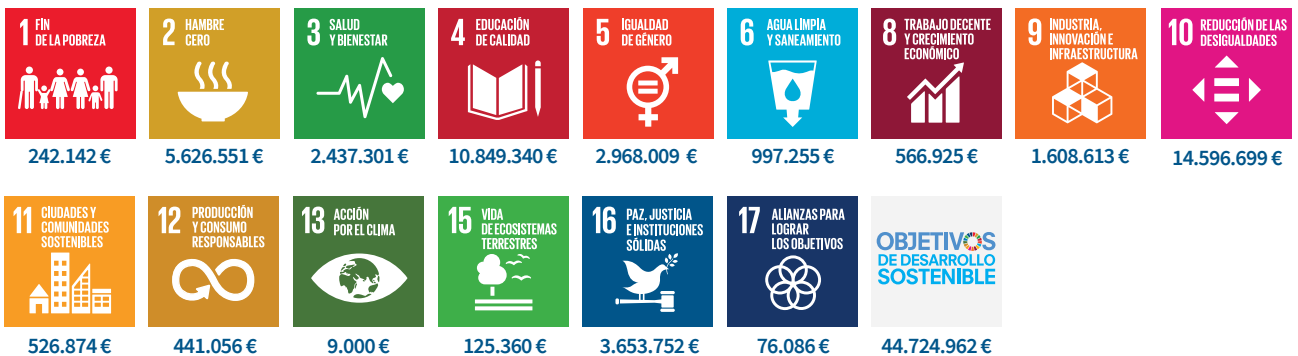 1 FIN
DE LA POBREZA
2 HAMBRE
CERO
3 SALUD
Y BIENESTAR
4 EDUCACIÓN
DE CALIDAD
5 IGUALDAD
DE GÉNERO
6 AGUA LIMPIA
Y SANEAMIENTO
8 TRABAJO DECENTE
Y CRECIMIENTO
ECONÓMICO
9 INDUSTRIA,
INNOVACIÓN E
INFRAESTRUCTURA
10 REDUCCIÓN DE LAS
DESIGUALDADES
242.142 €
5.626.551 €
2.437.301 €
10.849.340 €
2.968.009 €
997.255 €
566.925 €
1.608.613 €
14.596.699 €
11 CIUDADES Y
COMUNIDADES
SOSTENIBLES
12 PRODUCCIÓN
Y CONSUMO
RESPONSABLES
13 ACCIÓN
POR EL CLIMA
15 VIDA
DE ECOSISTEMAS
TERRESTRES
16 PAZ, JUSTICIA
E INSTITUCIONES
SÓLIDAS
17 ALIANZAS PARA
LOGRAR
LOS OBJETIVOS
OBJETIVOS
DE DESARROLLO
SOSTENIBLE
526.874 €
441.056 €
9.000 €
125.360 €
3.653.752 €
76.086 €
44.724.962 €